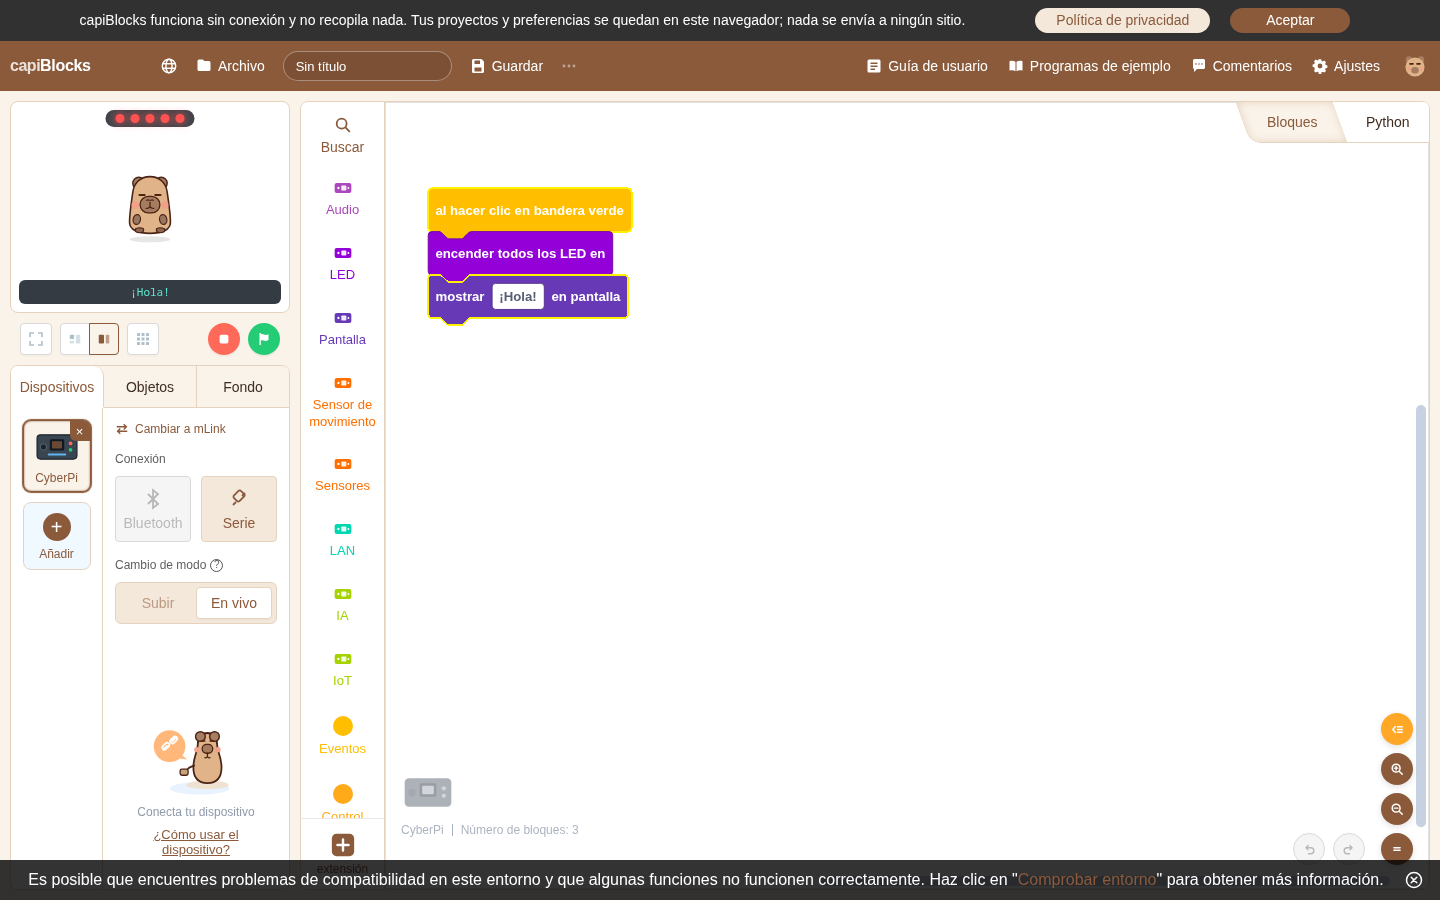 capiBlocks funciona sin conexión y no recopila nada. Tus proyectos y preferencias se quedan en este navegador; nada se envía a ningún sitio.
Política de privacidad
Aceptar
capiBlocks
Archivo
Sin título
Guardar
Guía de usuario
Programas de ejemplo
Comentarios
Ajustes
¡Hola!
Dispositivos
Objetos
Fondo
CyberPi
Añadir
Cambiar a mLink
Conexión
Bluetooth
Serie
Cambio de modo ?
Subir
En vivo
Conecta tu dispositivo
¿Cómo usar el
dispositivo?
Buscar
Audio
LED
Pantalla
Sensor de
movimiento
Sensores
LAN
IA
IoT
Eventos
Control
extensión
Bloques
Python
al hacer clic en bandera verde
encender todos los LED en
mostrar ¡Hola! en pantalla
CyberPi | Número de bloques: 3
Es posible que encuentres problemas de compatibilidad en este entorno y que algunas funciones no funcionen correctamente. Haz clic en "Comprobar entorno" para obtener más información.